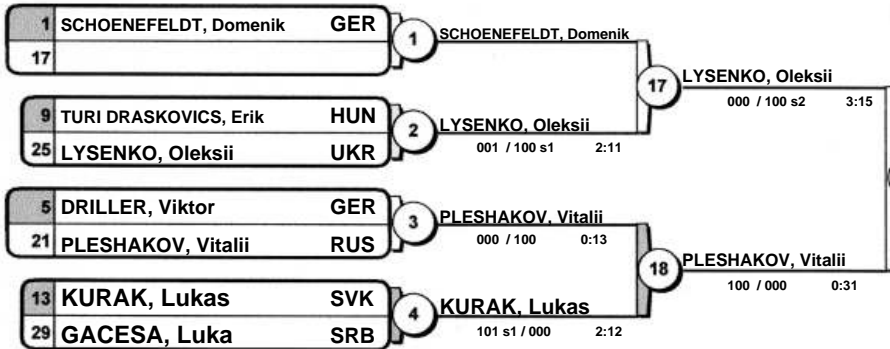 1 SCHOENEFELDT, Domenik GER
17
1
SCHOENEFELDT, Domenik
9 TURI DRASKOVICS, Erik HUN
25 LYSENKO, Oleksii UKR
2
LYSENKO, Oleksii
001 / 100 s1 2:11
17
LYSENKO, Oleksii
000 / 100 s2 3:15
5 DRILLER, Viktor GER
21 PLESHAKOV, Vitalii RUS
3
PLESHAKOV, Vitalii
000 / 100 0:13
13 KURAK, Lukas SVK
29 GACESA, Luka SRB
4
KURAK, Lukas
101 s1 / 000 2:12
18
PLESHAKOV, Vitalii
100 / 000 0:31